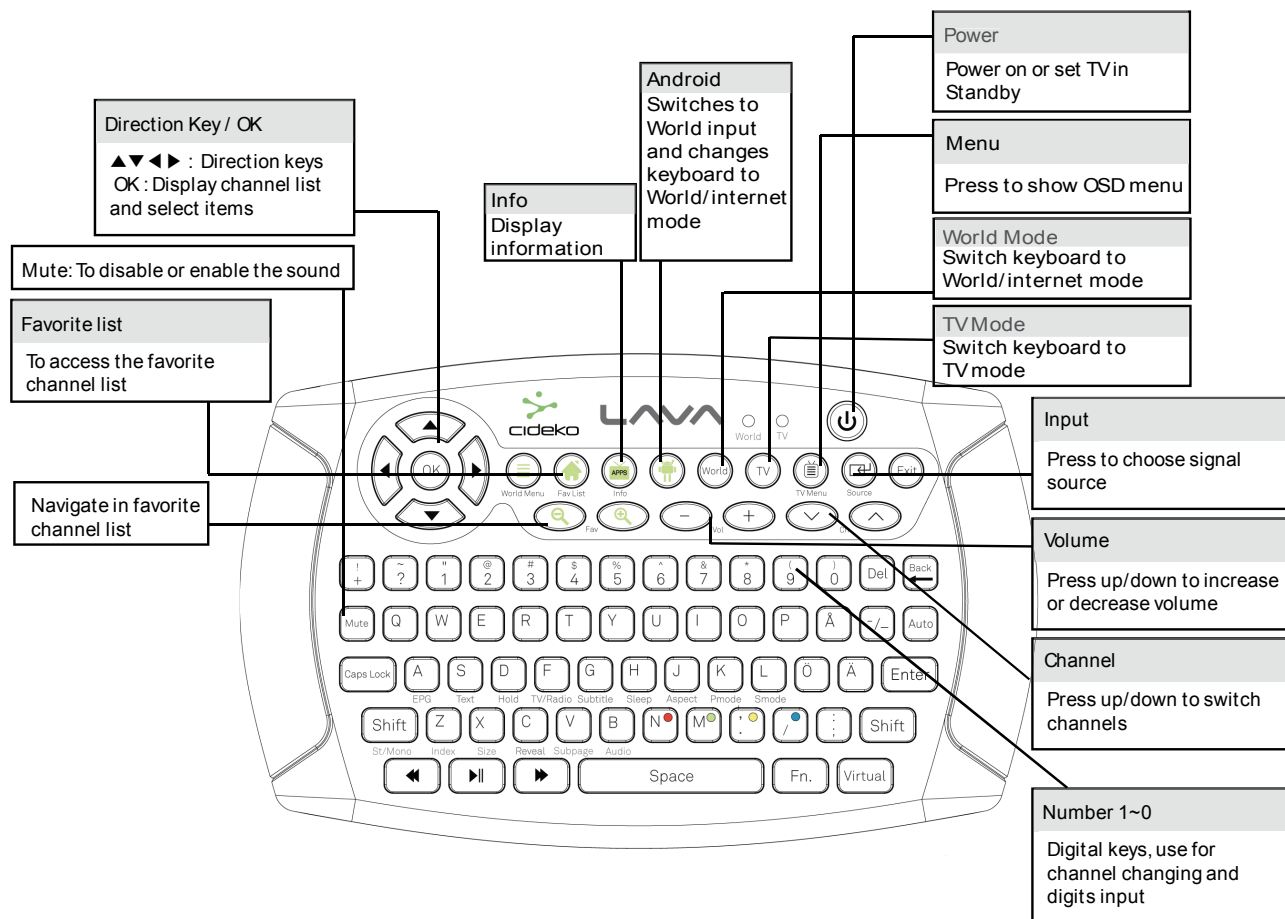 Power
Power on or set TV in
Standby
Android
Switches to
World input
and changes
keyboard to
World/internet
mode
Direction Key / OK
▲▼◀▶ : Direction keys
OK : Display channel list
and select items
Menu
Press to show OSD menu
Info
Display
information
World Mode
Switch keyboard to
World/internet mode
Mute: To disable or enable the sound
Favorite list
To access the favorite
channel list
TV Mode
Switch keyboard to
TV mode
Input
Press to choose signal
source
Navigate in favorite
channel list
Volume
Press up/down to increase
or decrease volume
Channel
Press up/down to switch
channels
Number 1~0
Digital keys, use for
channel changing and
digits input
cideko LAVA
World TV
OK APPS World TV Exit
World Menu Fav List Info TV Menu Source
− +
Fav Vol
! ~ " @ # $ % ^ & * ( )
+ ? 1 2 3 4 5 6 7 8 9 0 Del Back
Mute Q W E R T Y U I O P Å -/_ Auto
Caps Lock A S D F G H J K L Ö Ä Enter
EPG Text Hold TV/Radio Subtitle Sleep Aspect Pmode Smode
Shift Z X C V B N M , . / : ; Shift
St/Mono Index Size Reveal Subpage Audio
Space Fn. Virtual